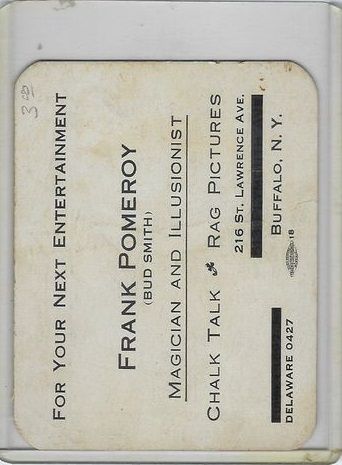 FOR YOUR NEXT ENTERTAINMENT
FRANK POMEROY
(BUD SMITH)
MAGICIAN AND ILLUSIONIST
CHALK TALK RAG PICTURES
216 ST. LAWRENCE AVE.
BUFFALO, N. Y.
18
DELAWARE 0427